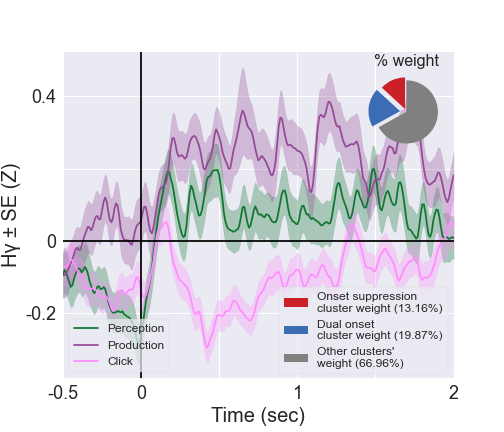 % weight
0.4
0
-0.2
Hγ ± SE (Z)
Perception
Production
Click
Onset suppression
cluster weight (13.16%)
Dual onset
cluster weight (19.87%)
Other clusters'
weight (66.96%)
-0.5
0
1
2
Time (sec)